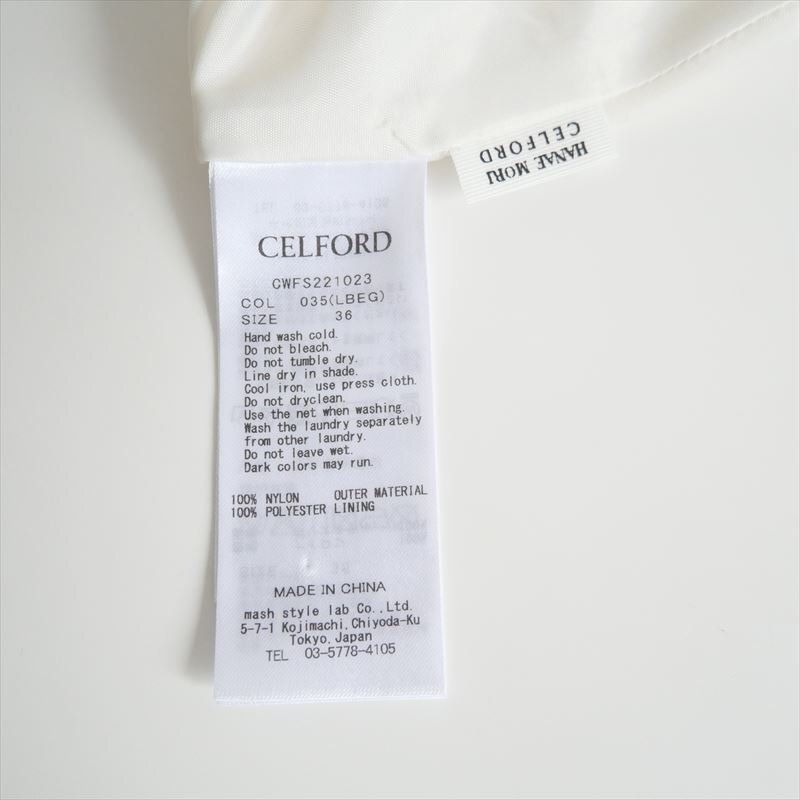 HANAE MORI
CELFORD
CELFORD
CWFS221023
COL 035(LBEG)
SIZE 36
Hand wash cold.
Do not bleach.
Do not tumble dry.
Line dry in shade.
Cool iron, use press cloth.
Do not dryclean.
Use the net when washing.
Wash the laundry separately
from other laundry.
Do not leave wet.
Dark colors may run.
100% NYLON OUTER MATERIAL
100% POLYESTER LINING
MADE IN CHINA
mash style lab Co.,Ltd.
5-7-1 Kojimachi,Chiyoda-Ku
Tokyo,Japan
TEL 03-5778-4105